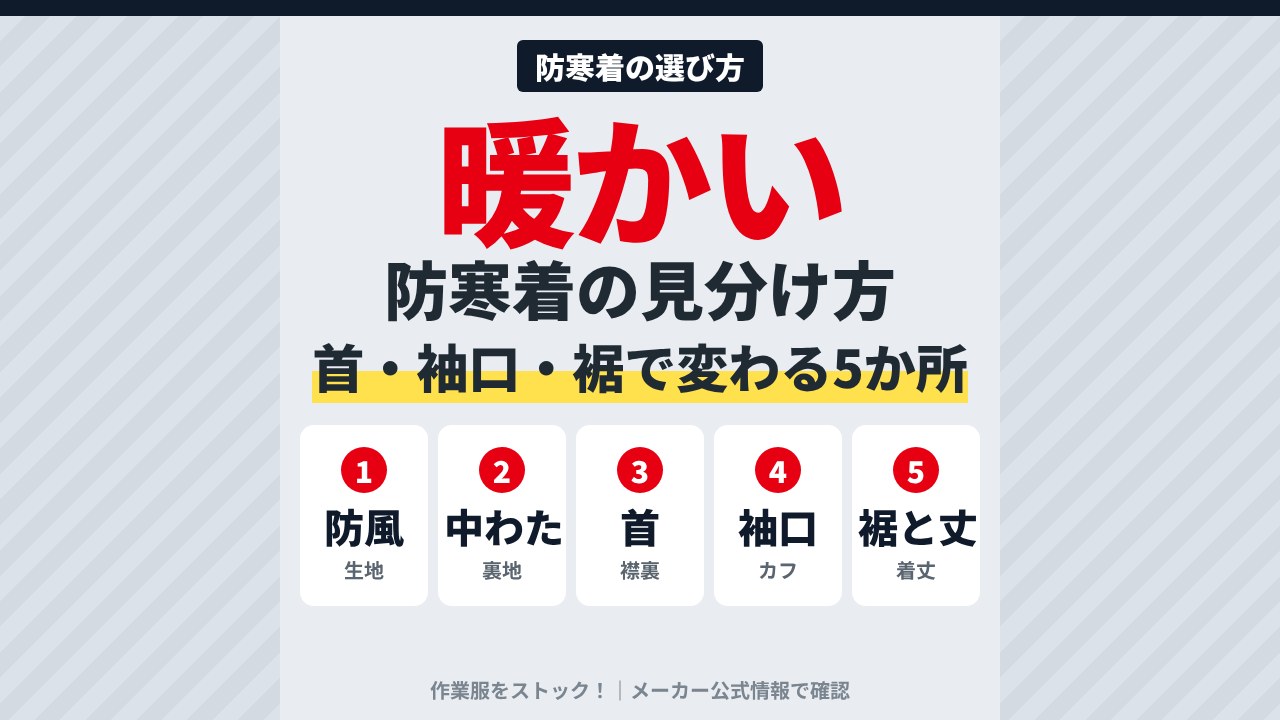 防寒着の選び方
暖かい
防寒着の見分け方
首・袖口・裾で変わる5か所
1
防風
生地
2
中わた
裏地
3
首
襟裏
4
袖口
カフ
5
裾と丈
着丈
作業服をストック！｜メーカー公式情報で確認